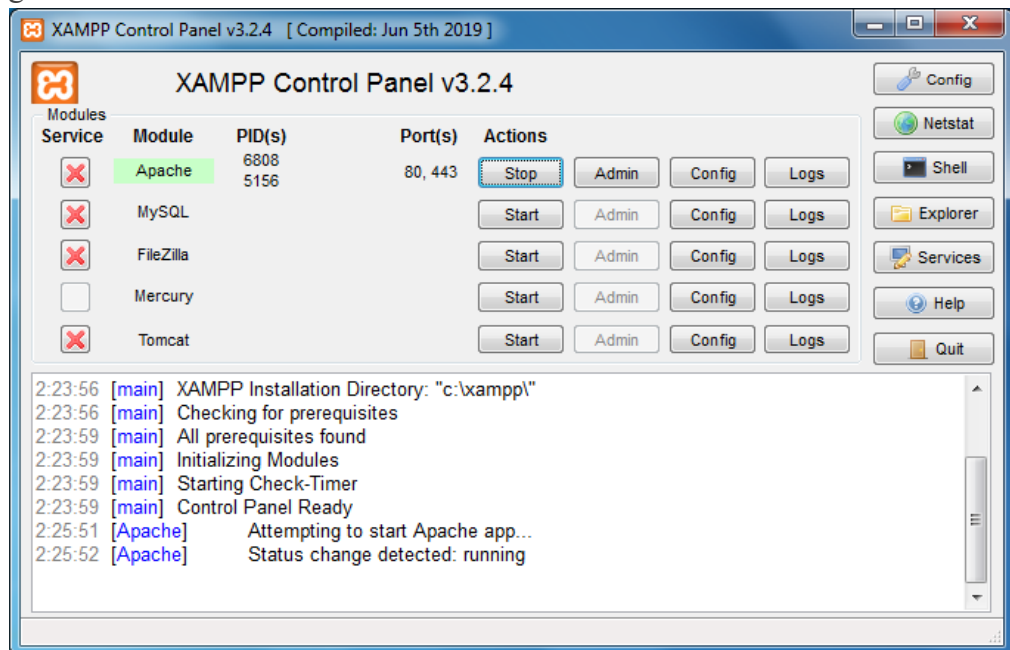 XAMPP Control Panel v3.2.4 [ Compiled: Jun 5th 2019 ]
XAMPP Control Panel v3.2.4
Config
Modules
Netstat
Service Module PID(s) Port(s) Actions
Apache 6808 5156 80, 443 Stop Admin Config Logs
Shell
MySQL Start Admin Config Logs
Explorer
FileZilla Start Admin Config Logs
Services
Mercury Start Admin Config Logs
Help
Tomcat Start Admin Config Logs
Quit
2:23:56 [main] XAMPP Installation Directory: "c:\xampp\"
2:23:56 [main] Checking for prerequisites
2:23:59 [main] All prerequisites found
2:23:59 [main] Initializing Modules
2:23:59 [main] Starting Check-Timer
2:23:59 [main] Control Panel Ready
2:25:51 [Apache] Attempting to start Apache app...
2:25:52 [Apache] Status change detected: running